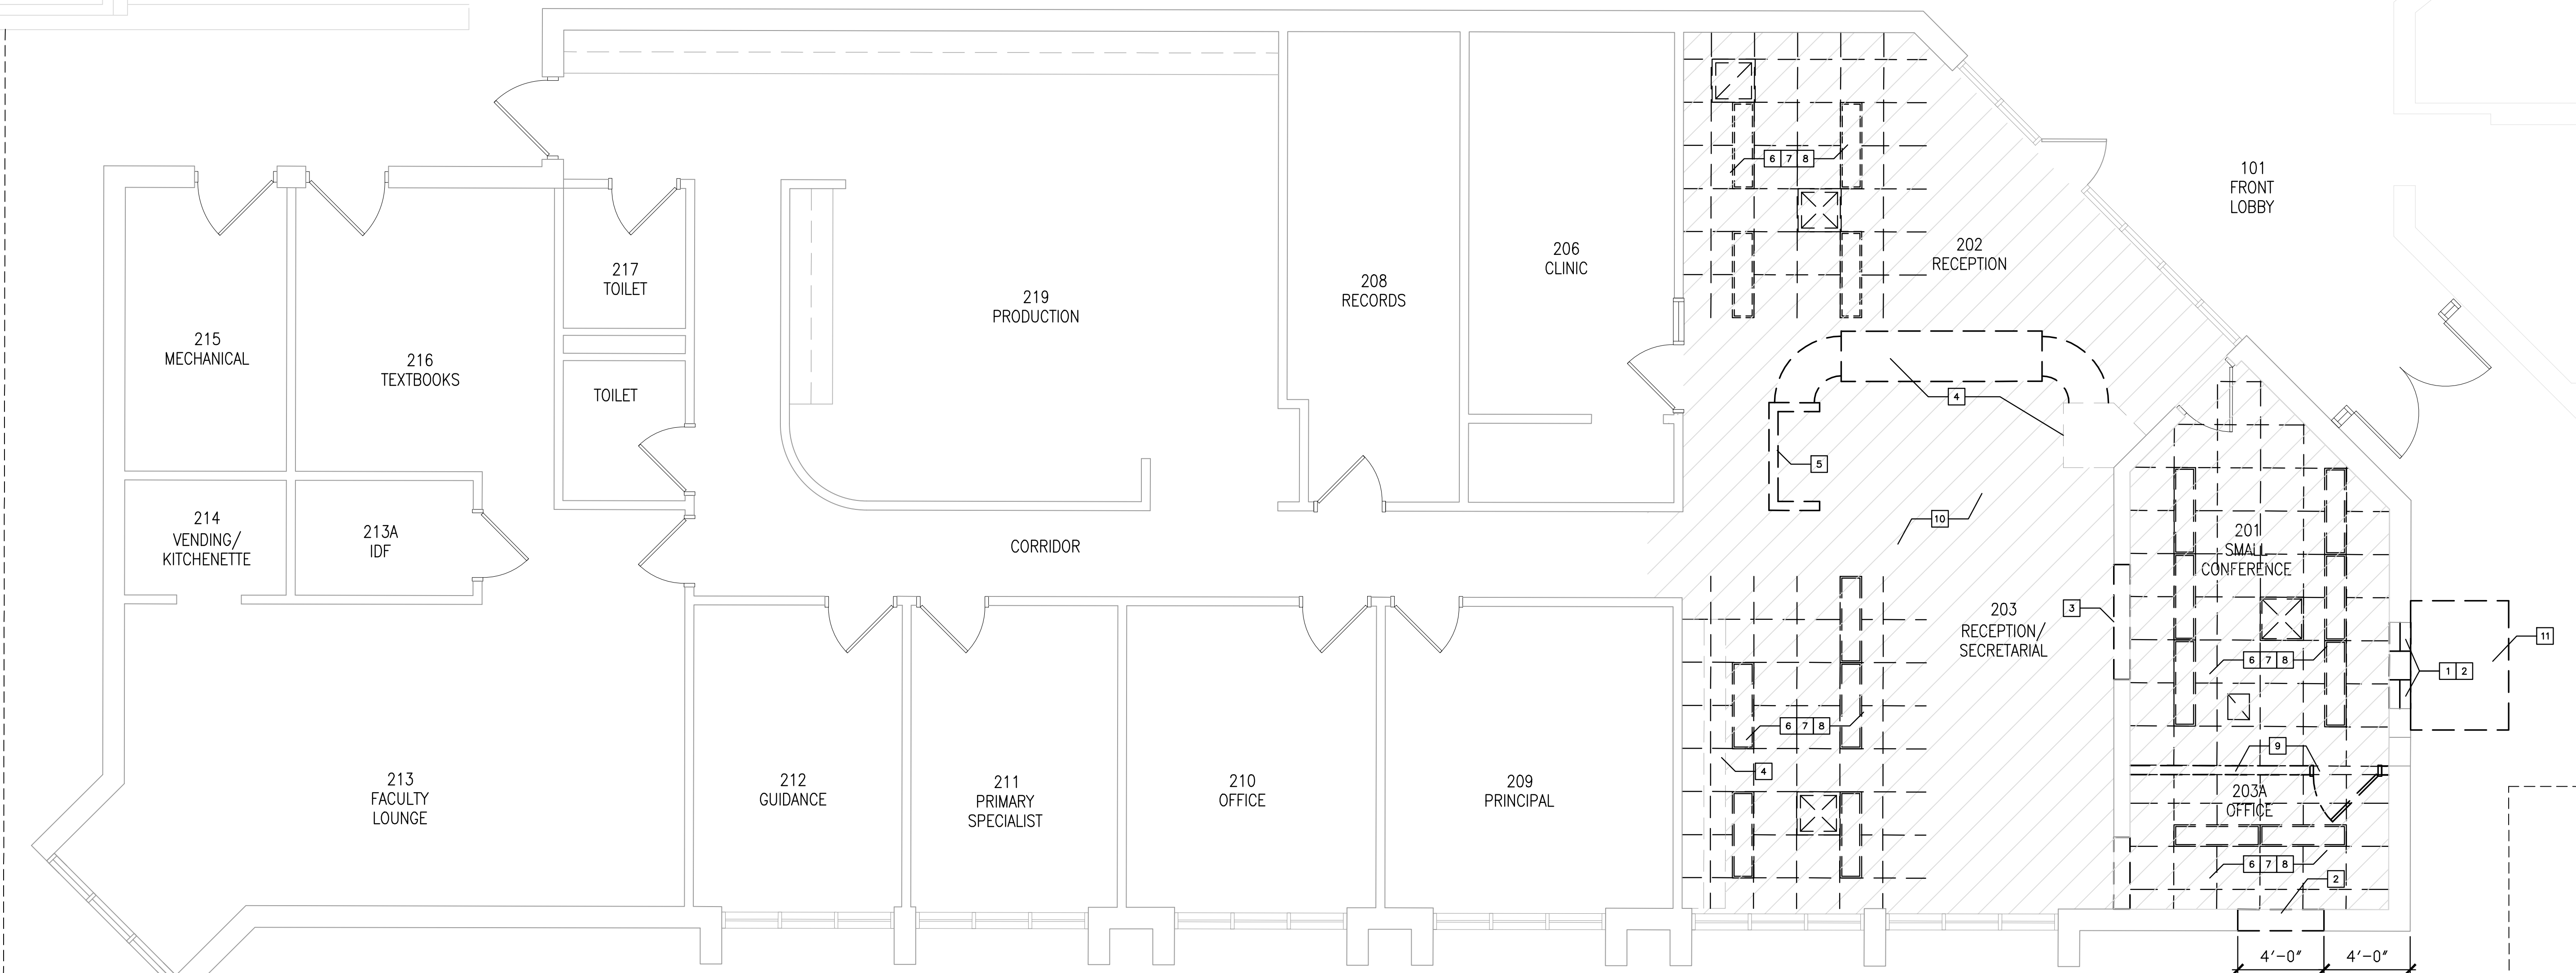 101
FRONT
LOBBY
6 7 8
202
RECEPTION
206
CLINIC
217
TOILET
208
RECORDS
219
PRODUCTION
215
MECHANICAL
216
TEXTBOOKS
TOILET
4
5
214
VENDING/
KITCHENETTE
213A
IDF
CORRIDOR
10
201
SMALL
CONFERENCE
3
203
RECEPTION/
SECRETARIAL
11
6 7 8
1 2
6 7 8
9
4
213
FACULTY
LOUNGE
212
GUIDANCE
211
PRIMARY
SPECIALIST
210
OFFICE
209
PRINCIPAL
203A
OFFICE
6 7 8
2
4'-0"
4'-0"